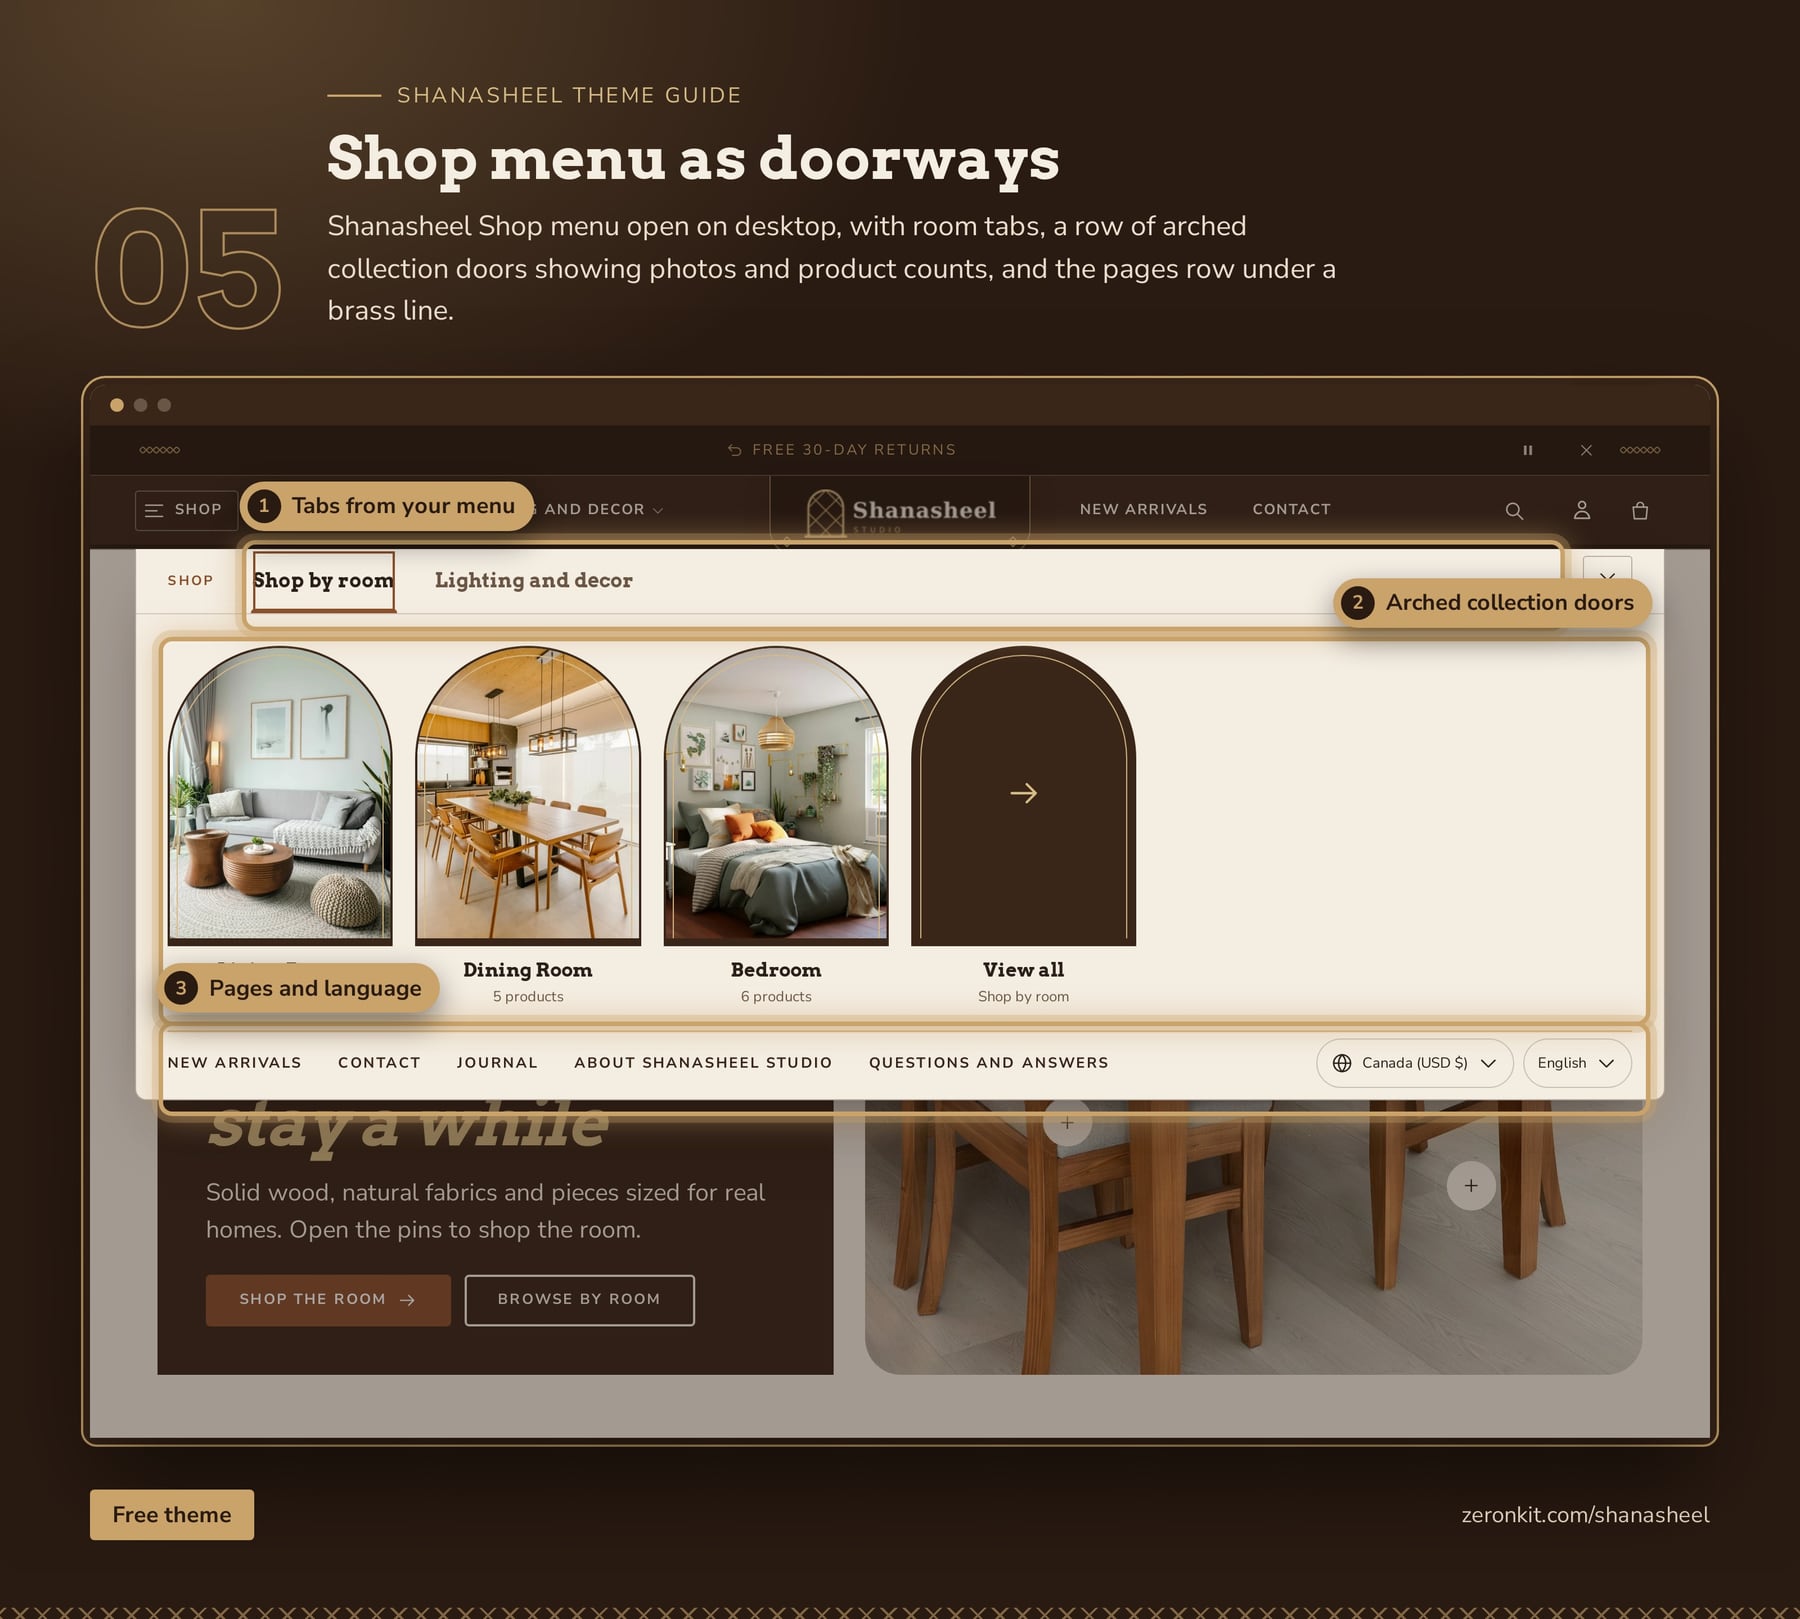 SHANASHEEL THEME GUIDE
Shop menu as doorways
05
Shanasheel Shop menu open on desktop, with room tabs, a row of arched
collection doors showing photos and product counts, and the pages row under a
brass line.
FREE 30-DAY RETURNS
SHOP
1 Tabs from your menu
AND DECOR
Shanasheel
STUDIO
NEW ARRIVALS
CONTACT
SHOP
Shop by room
Lighting and decor
2 Arched collection doors
Dining Room
5 products
Bedroom
6 products
View all
Shop by room
3 Pages and language
NEW ARRIVALS
CONTACT
JOURNAL
ABOUT SHANASHEEL STUDIO
QUESTIONS AND ANSWERS
Canada (USD $)
English
stay a while
Solid wood, natural fabrics and pieces sized for real
homes. Open the pins to shop the room.
SHOP THE ROOM
BROWSE BY ROOM
Free theme
zeronkit.com/shanasheel